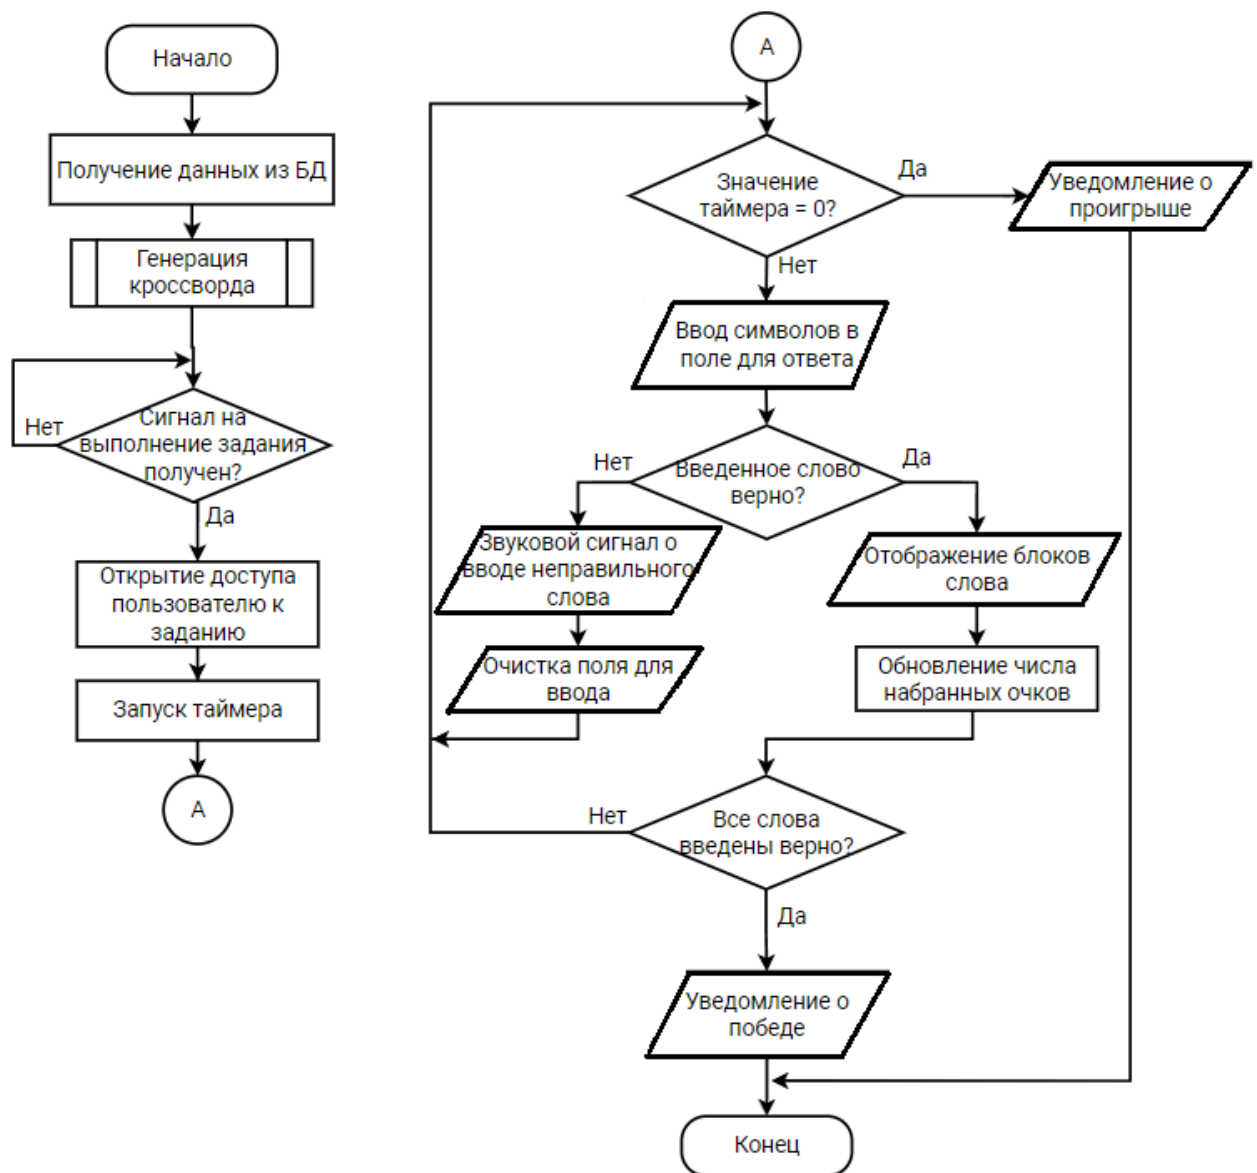 Начало
Получение данных из БД
Генерация
кроссворда
Нет
Сигнал на
выполнение задания
получен?
Да
Открытие доступа
пользователю к
заданию
Запуск таймера
А
А
Значение
таймера = 0?
Да
Уведомление о
проигрыше
Нет
Ввод символов в
поле для ответа
Нет
Введенное слово
верно?
Да
Звуковой сигнал о
вводе неправильного
слова
Отображение блоков
слова
Очистка поля для
ввода
Обновление числа
набранных очков
Нет
Все слова
введены верно?
Да
Уведомление о
победе
Конец